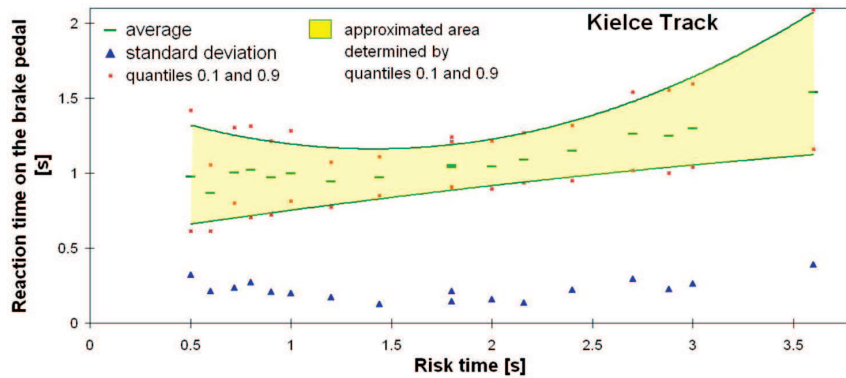 Kielce Track
average
standard deviation
quantiles 0.1 and 0.9
approximated area
determined by
quantiles 0.1 and 0.9
Reaction time on the brake pedal
[s]
2
1.5
1
0.5
0
0
0.5
1
1.5
2
2.5
3
3.5
Risk time [s]